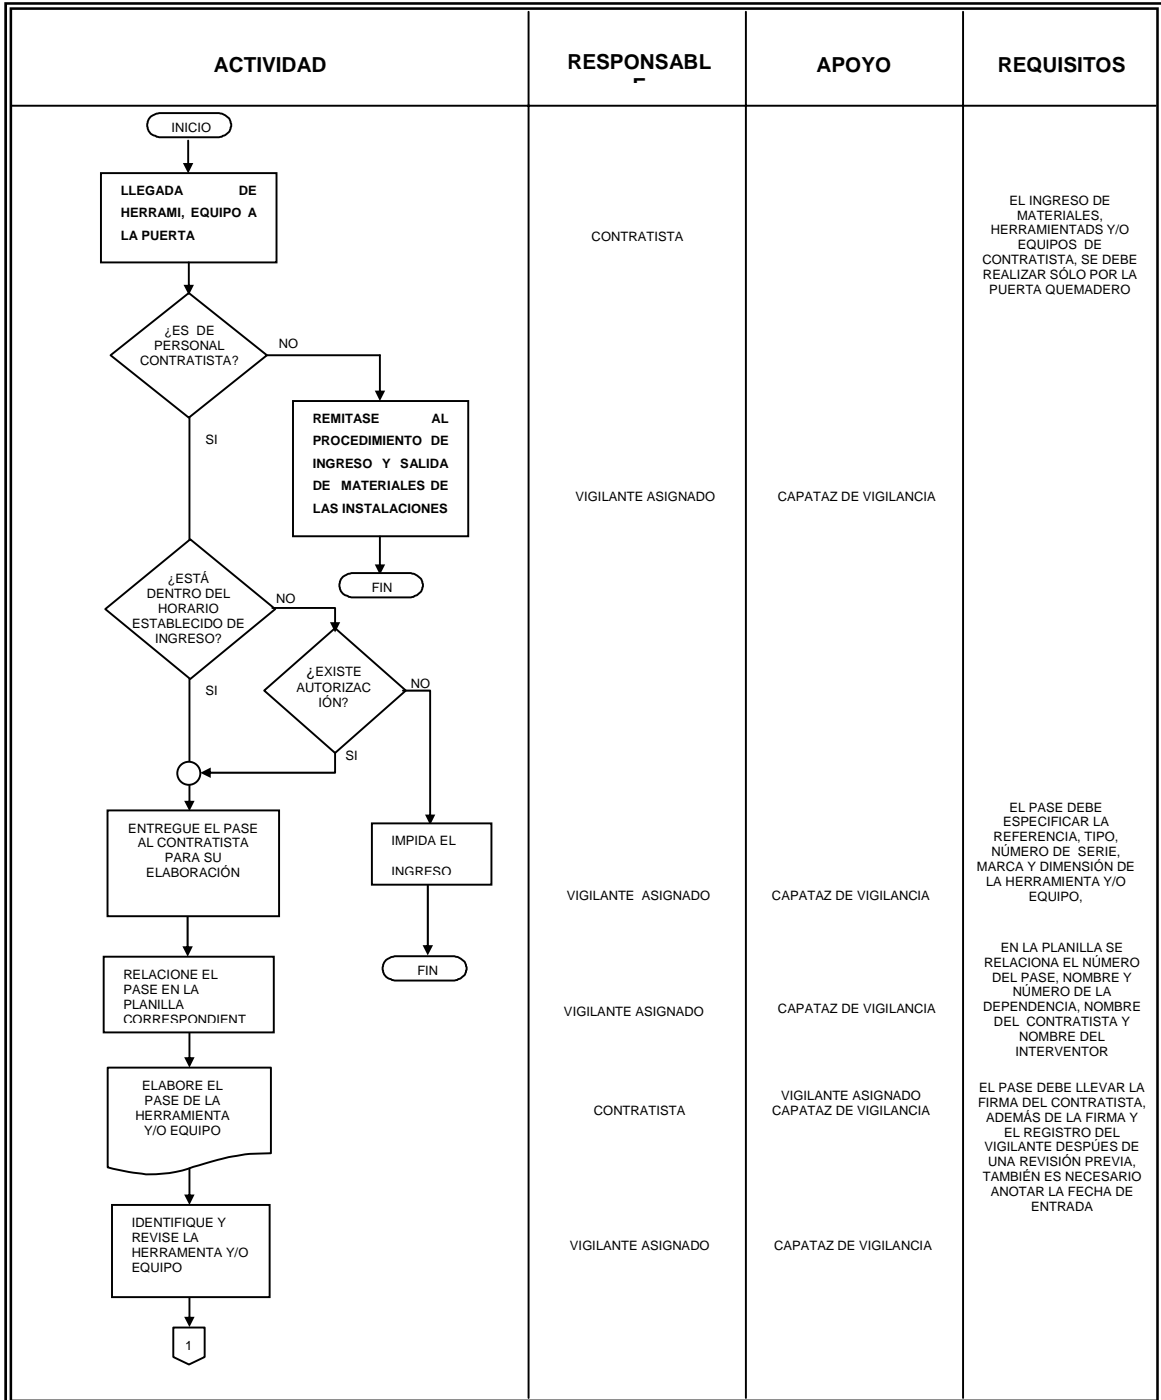 ACTIVIDAD
RESPONSABL
APOYO
REQUISITOS
INICIO
LLEGADA DE
HERRAMI, EQUIPO A
LA PUERTA
CONTRATISTA
EL INGRESO DE
MATERIALES,
HERRAMIENTADS Y/O
EQUIPOS DE
CONTRATISTA, SE DEBE
REALIZAR SÓLO POR LA
PUERTA QUEMADERO
¿ES DE
PERSONAL
CONTRATISTA?
NO
SI
REMITASE AL
PROCEDIMIENTO DE
INGRESO Y SALIDA
DE MATERIALES DE
LAS INSTALACIONES
VIGILANTE ASIGNADO
CAPATAZ DE VIGILANCIA
FIN
¿ESTÁ
DENTRO DEL
HORARIO
ESTABLECIDO DE
INGRESO?
NO
SI
¿EXISTE
AUTORIZAC
IÓN?
NO
SI
ENTREGUE EL PASE
AL CONTRATISTA
PARA SU
ELABORACIÓN
IMPIDA EL
INGRESO
VIGILANTE ASIGNADO
CAPATAZ DE VIGILANCIA
EL PASE DEBE
ESPECIFICAR LA
REFERENCIA, TIPO,
NÚMERO DE SERIE,
MARCA Y DIMENSIÓN DE
LA HERRAMIENTA Y/O
EQUIPO,
FIN
RELACIONE EL
PASE EN LA
PLANILLA
CORRESPONDIENT
VIGILANTE ASIGNADO
CAPATAZ DE VIGILANCIA
EN LA PLANILLA SE
RELACIONA EL NÚMERO
DEL PASE, NOMBRE Y
NÚMERO DE LA
DEPENDENCIA, NOMBRE
DEL CONTRATISTA Y
NOMBRE DEL
INTERVENTOR
ELABORE EL
PASE DE LA
HERRAMIENTA
Y/O EQUIPO
CONTRATISTA
VIGILANTE ASIGNADO
CAPATAZ DE VIGILANCIA
EL PASE DEBE LLEVAR LA
FIRMA DEL CONTRATISTA,
ADEMÁS DE LA FIRMA Y
EL REGISTRO DEL
VIGILANTE DESPÚES DE
UNA REVISIÓN PREVIA,
TAMBIÉN ES NECESARIO
ANOTAR LA FECHA DE
ENTRADA
IDENTIFIQUE Y
REVISE LA
HERRAMENTA Y/O
EQUIPO
VIGILANTE ASIGNADO
CAPATAZ DE VIGILANCIA
1